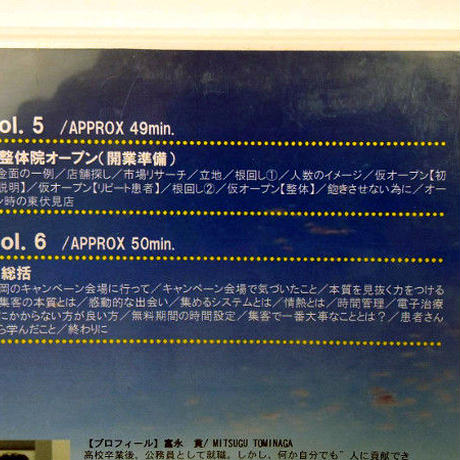 ol. 5 /APPROX 49min.
整体院オープン(開業準備)
金面の一例／店舗探し／市場リサーチ／立地／根回し①／人数のイメージ／仮オープン【初
説明】／仮オープン【リピート患者】／根回し②／仮オープン【整体】／飽きさせない為に／オー
ン時の東伏見店
ol. 6 /APPROX 50min.
総括
岡のキャンペーン会場に行って／キャンペーン会場で気づいたこと／本質を見抜く力をつける
集客の本質とは／感動的な出会い／集めるシステムとは／情熱とは／時間管理／電子治療
にかからない方が良い方／無料期間の時間設定／集客で一番大事なこととは？／患者さん
ら学んだこと／終わりに
【プロフィール】富永 貢/ MITSUGU TOMINAGA
高校卒業後、公務員として就職。しかし、何か自分でも"人に貢献でき